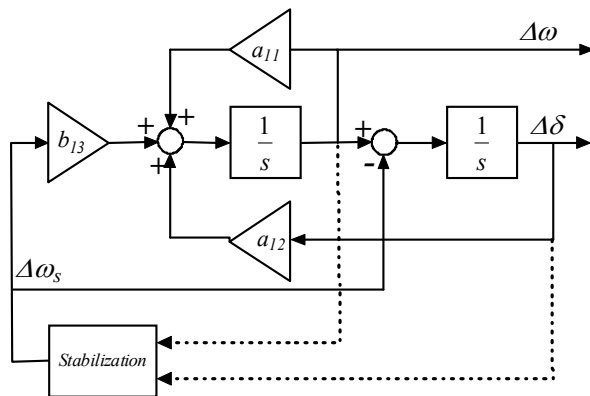 a11
Δω
+
+
b13
+
1
s
+
1
s
Δδ
+
-
a12
Δωs
Stabilization